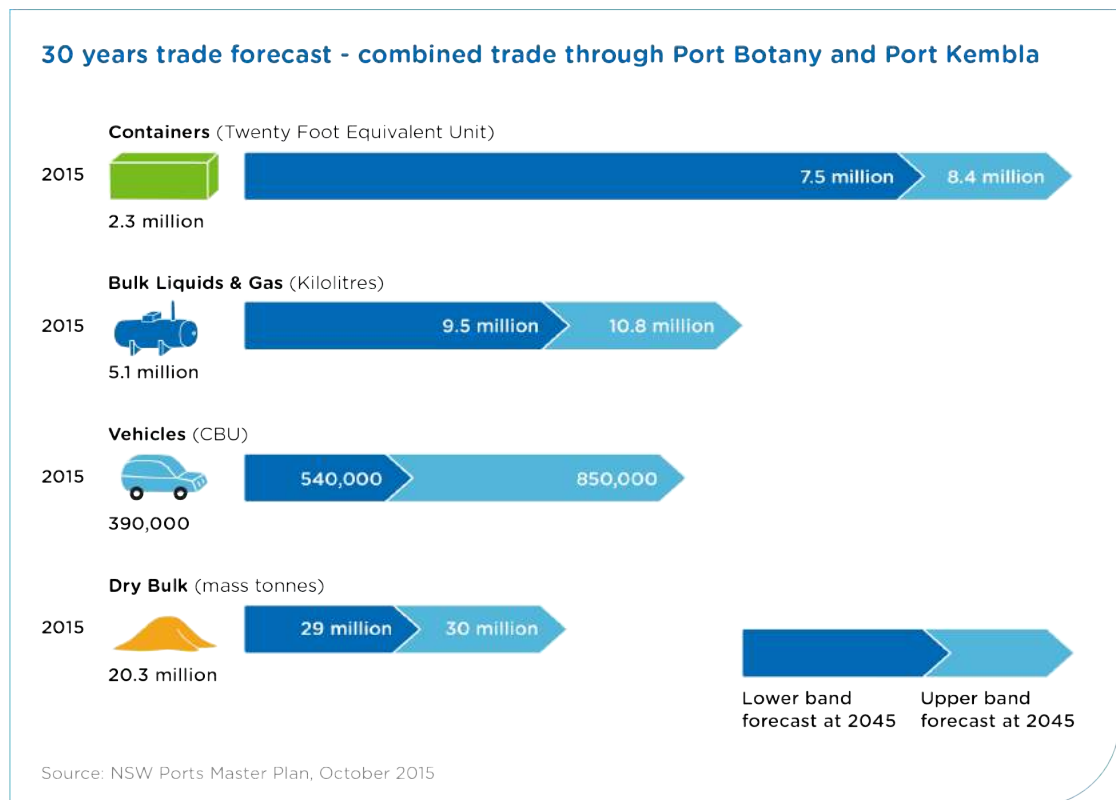 30 years trade forecast - combined trade through Port Botany and Port Kembla
Containers (Twenty Foot Equivalent Unit)
2015
7.5 million
8.4 million
2.3 million
Bulk Liquids & Gas (Kilolitres)
2015
9.5 million
10.8 million
5.1 million
Vehicles (CBU)
2015
540,000
850,000
390,000
Dry Bulk (mass tonnes)
2015
29 million
30 million
20.3 million
Lower band
forecast at 2045
Upper band
forecast at 2045
Source: NSW Ports Master Plan, October 2015